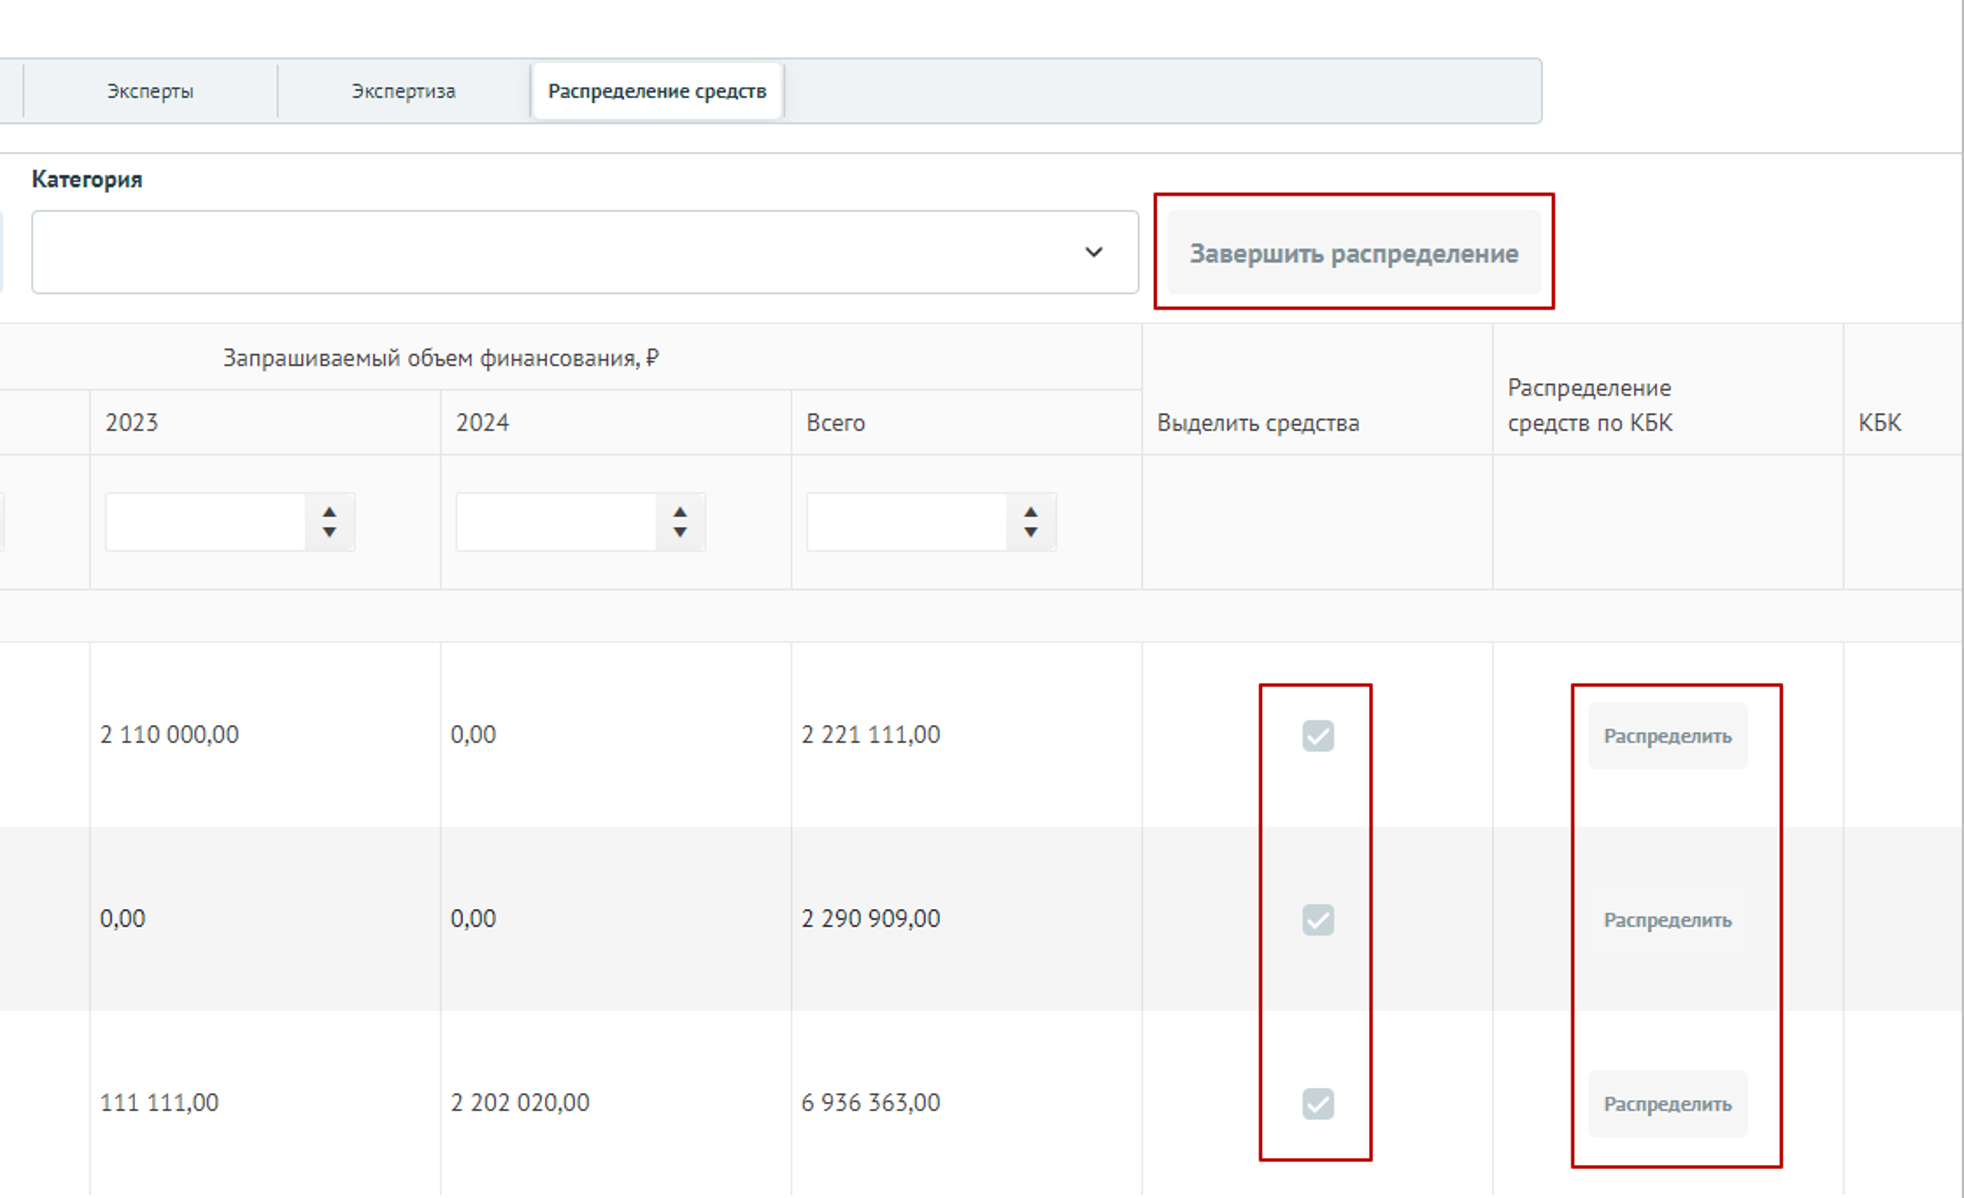 Эксперты
Экспертиза
Распределение средств
Категория
Завершить распределение
Запрашиваемый объем финансования, ₽
2023
2024
Всего
Выделить средства
Распределение
средств по КБК
КБК
2 110 000,00
0,00
2 221 111,00
Распределить
0,00
0,00
2 290 909,00
Распределить
111 111,00
2 202 020,00
6 936 363,00
Распределить